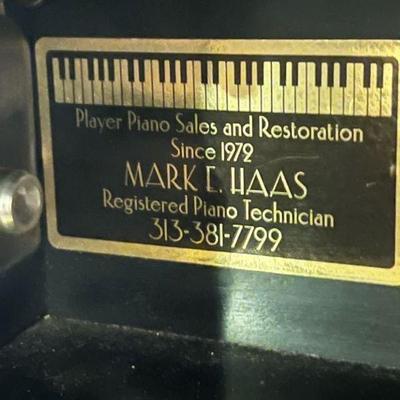 Player Piano Sales and Restoration
Since 1972
MARK E. HAAS
Registered Piano Technician
313-381-7799